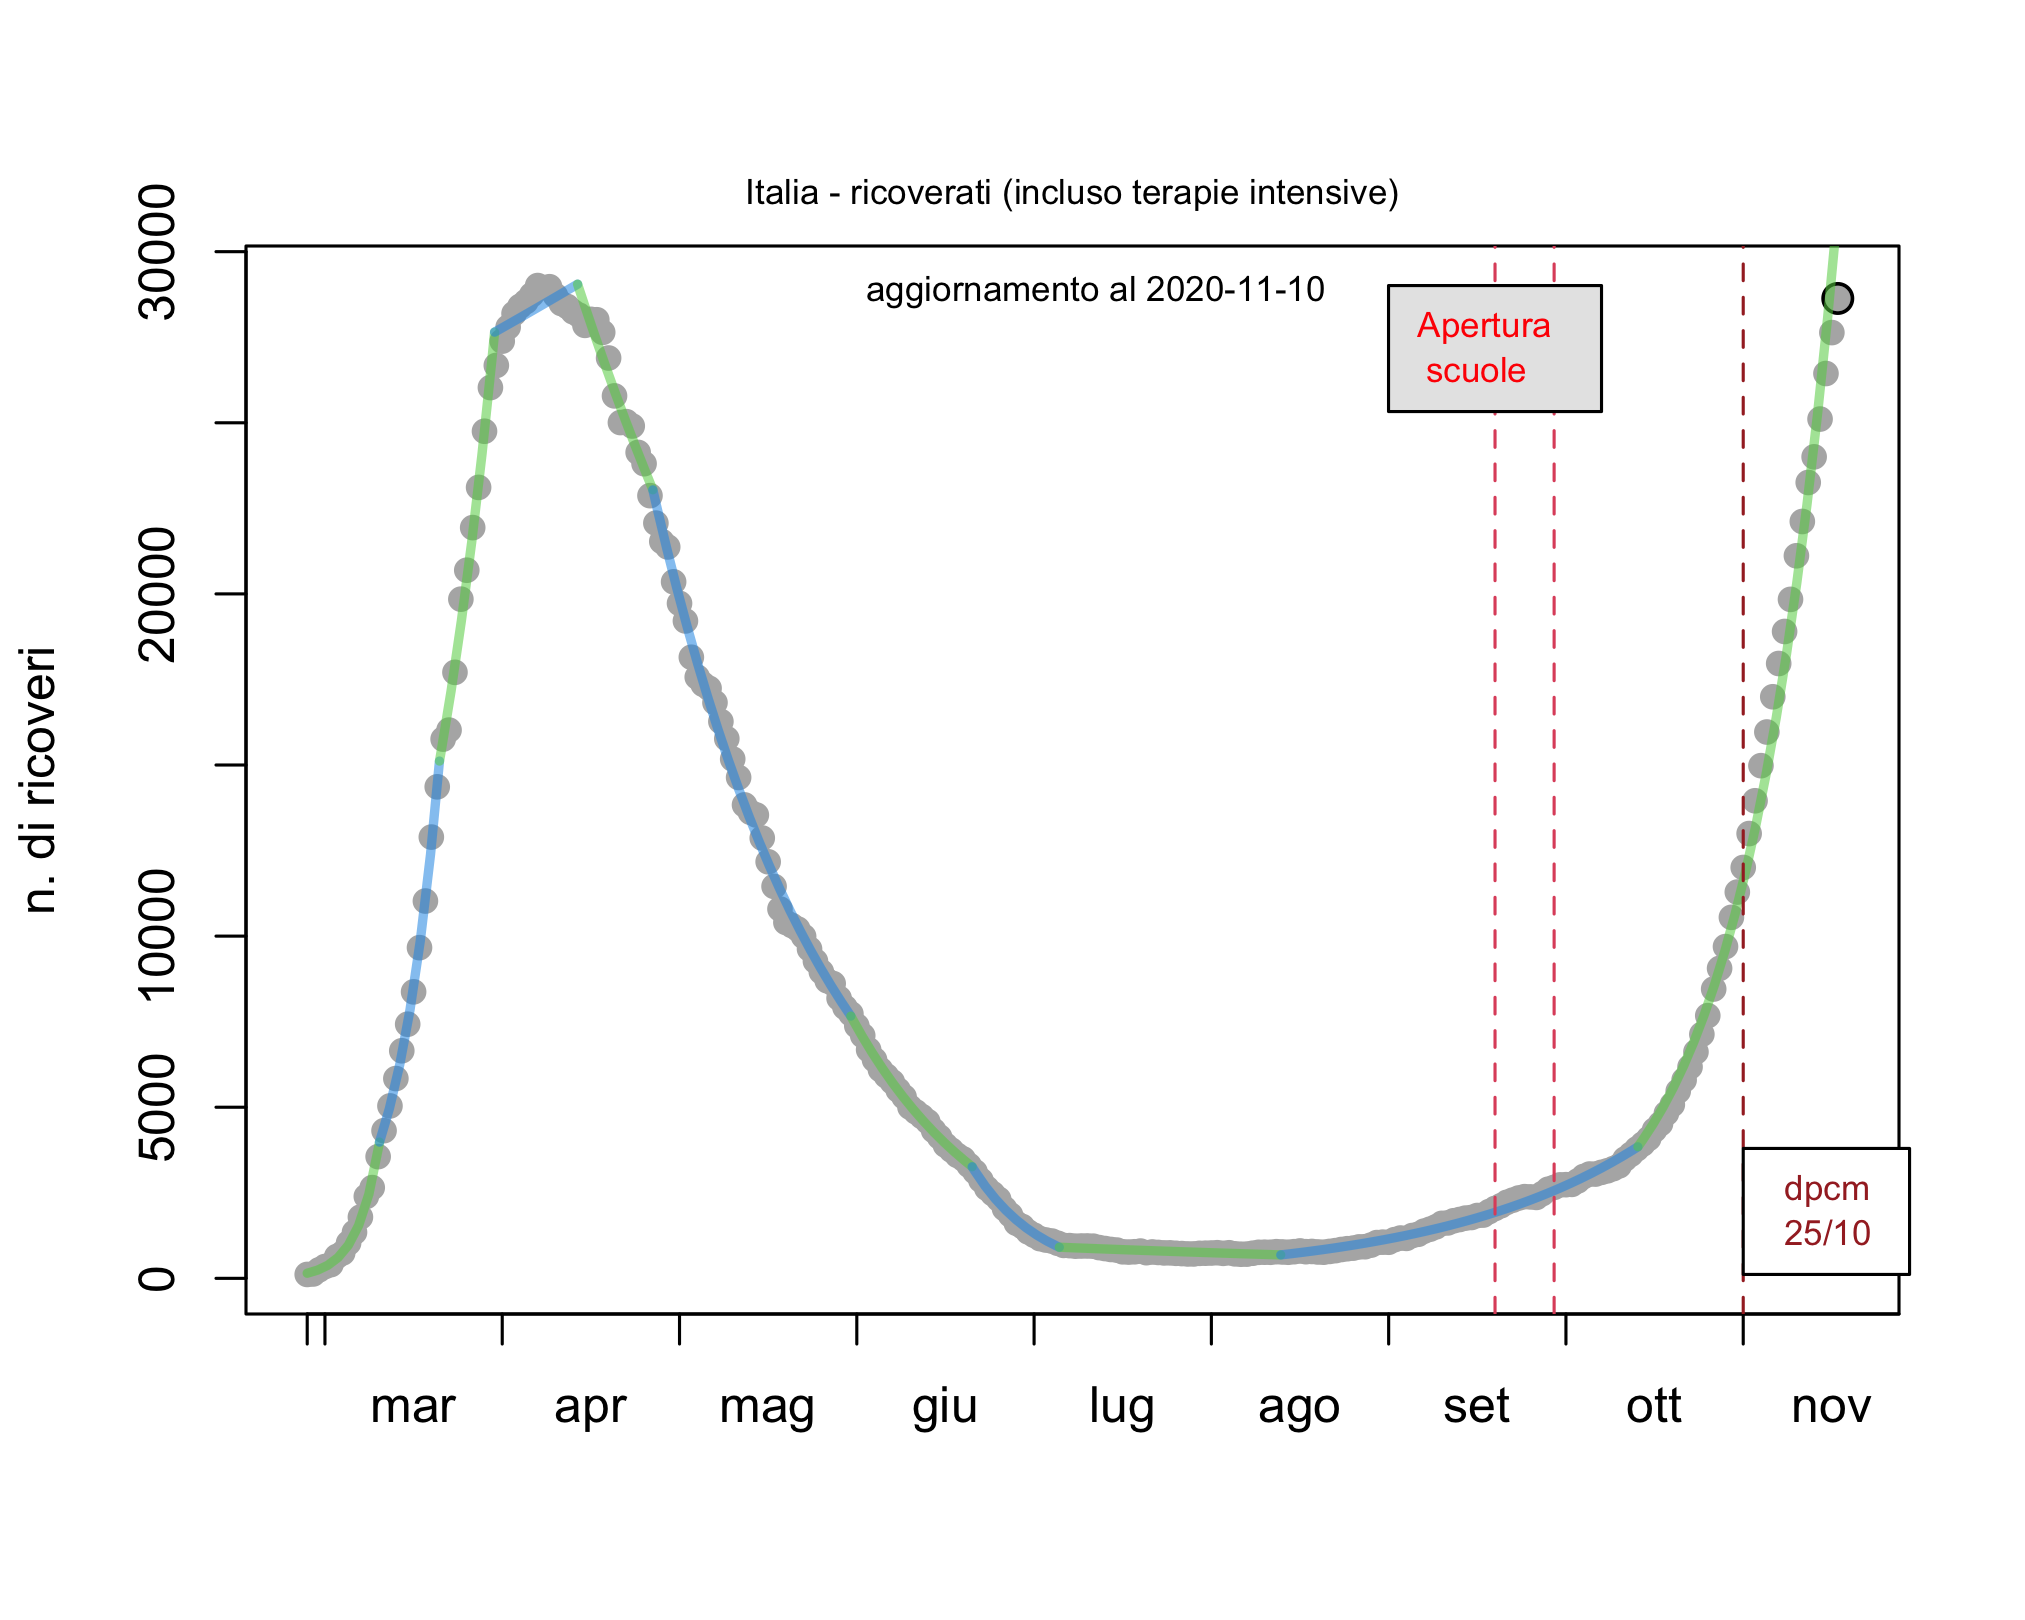 Italia - ricoverati (incluso terapie intensive)
aggiornamento al 2020-11-10
Apertura
scuole
30000
20000
10000
5000
0
n. di ricoveri
dpcm
25/10
mar apr mag giu lug ago set ott nov